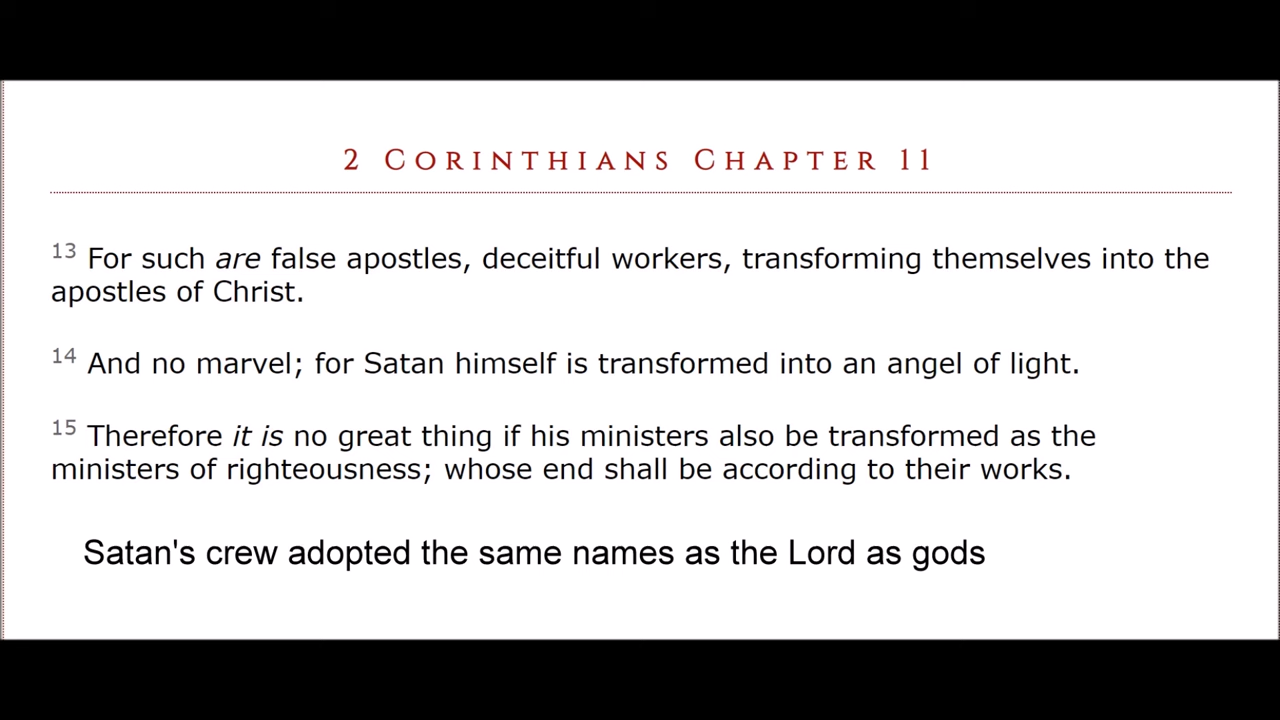 2 Corinthians Chapter 11
13 For such are false apostles, deceitful workers, transforming themselves into the
apostles of Christ.
14 And no marvel; for Satan himself is transformed into an angel of light.
15 Therefore it is no great thing if his ministers also be transformed as the
ministers of righteousness; whose end shall be according to their works.
Satan's crew adopted the same names as the Lord as gods